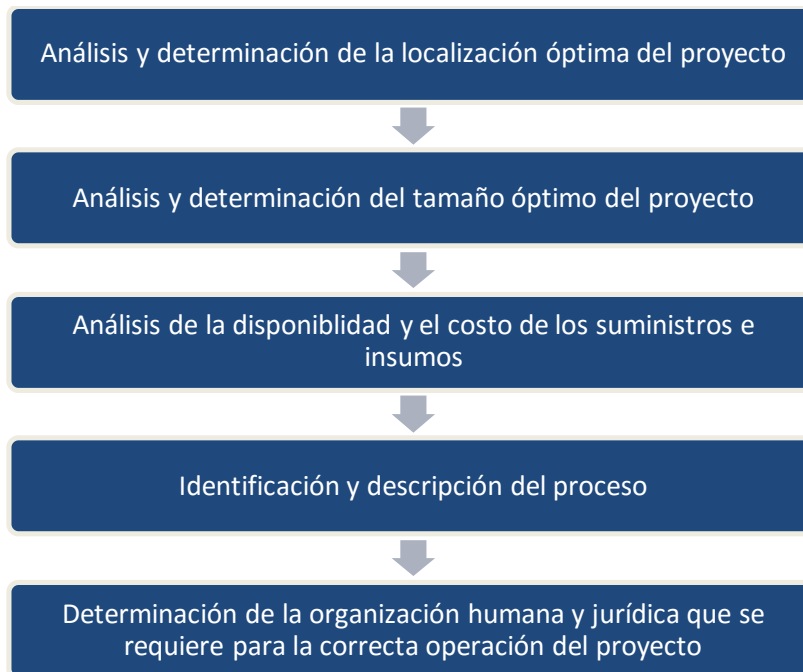 Análisis y determinación de la localización óptima del proyecto
Análisis y determinación del tamaño óptimo del proyecto
Análisis de la disponiblidad y el costo de los suministros e
insumos
Identificación y descripción del proceso
Determinación de la organización humana y jurídica que se
requiere para la correcta operación del proyecto